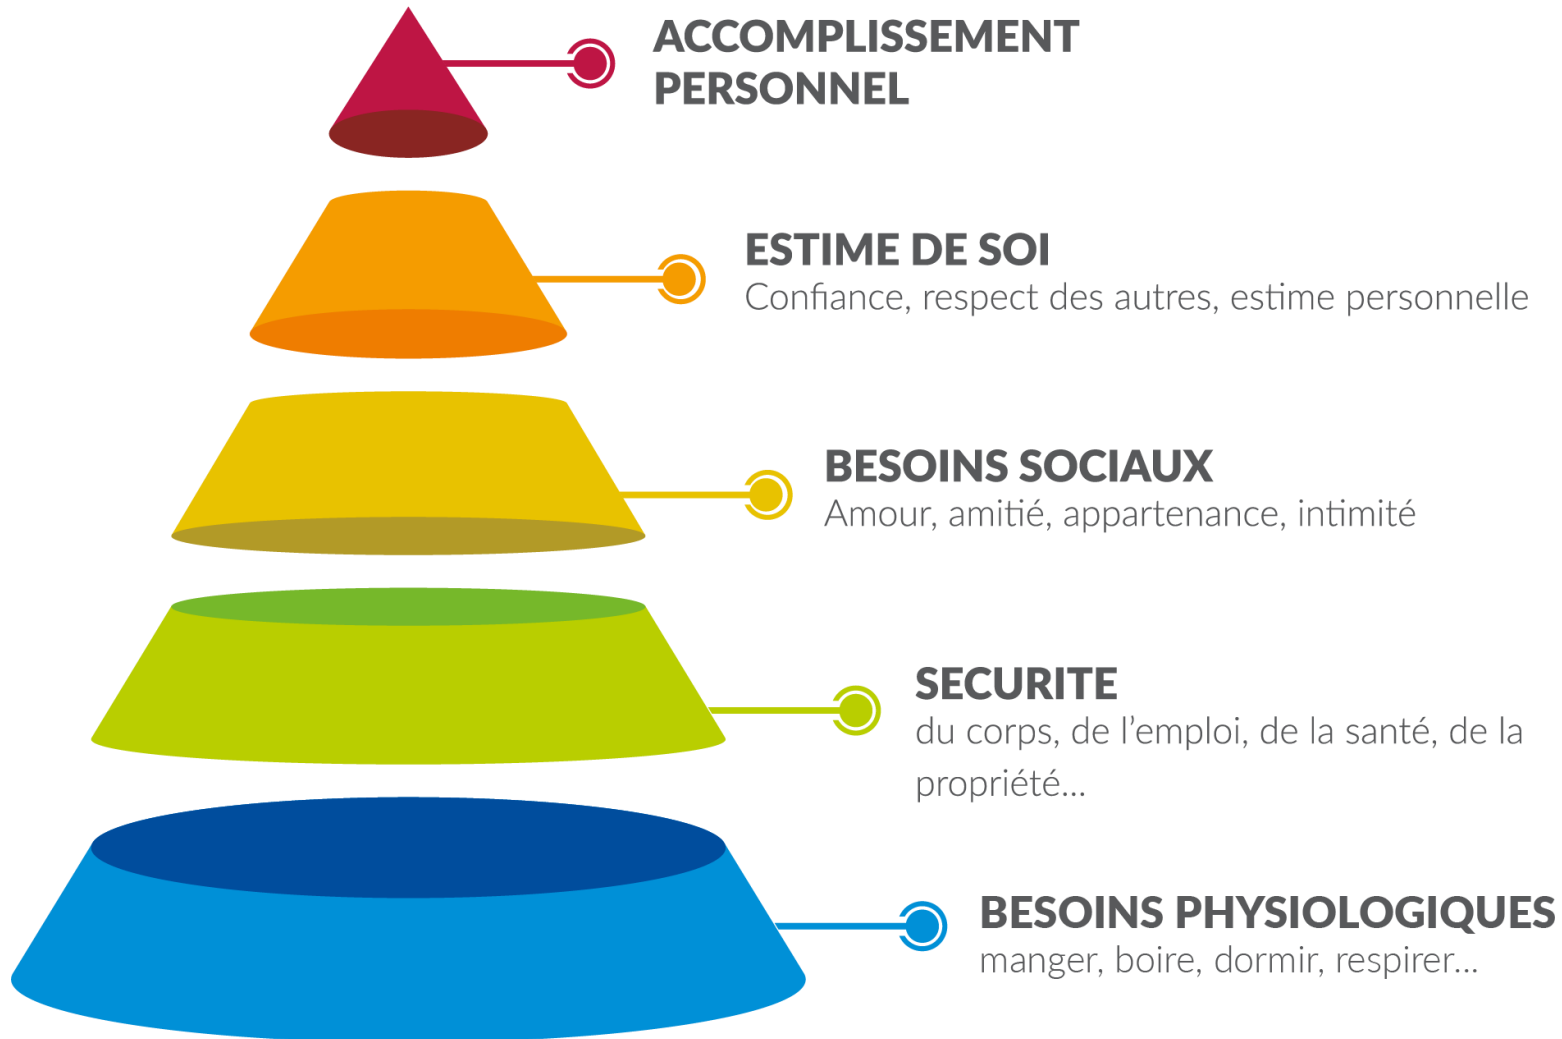 ACCOMPLISSEMENT
PERSONNEL
ESTIME DE SOI
Confiance, respect des autres, estime personnelle
BESOINS SOCIAUX
Amour, amitié, appartenance, intimité
SECURITE
du corps, de l’emploi, de la santé, de la
propriété...
BESOINS PHYSIOLOGIQUES
manger, boire, dormir, respirer...